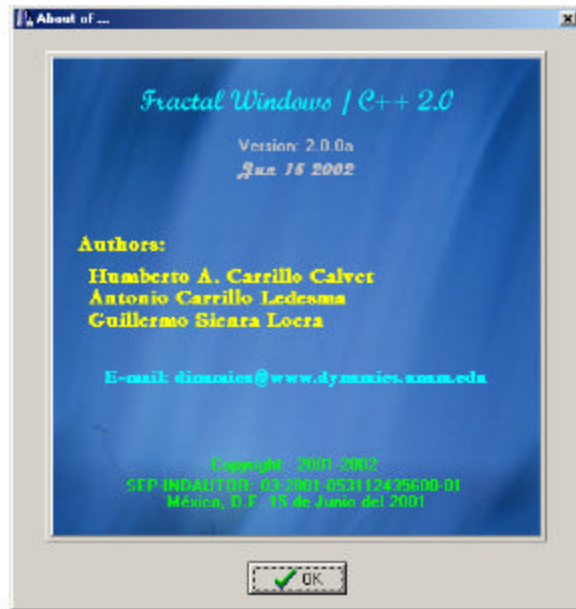 About of ...
Fractal Windows / C++ 2.0
Version: 2.0.0a
Jun 15 2002
Authors:
Humberto A. Carrillo Calvet
Antonio Carrillo Ledesma
Guillermo Sienra Loera
E-mail: dinamics@www.dynamics.unam.edu
Copyright: 2001-2002
SEP-INDAUTOR: 03-2001-053112435600-01
México, D.F. 15 de Junio del 2001
OK